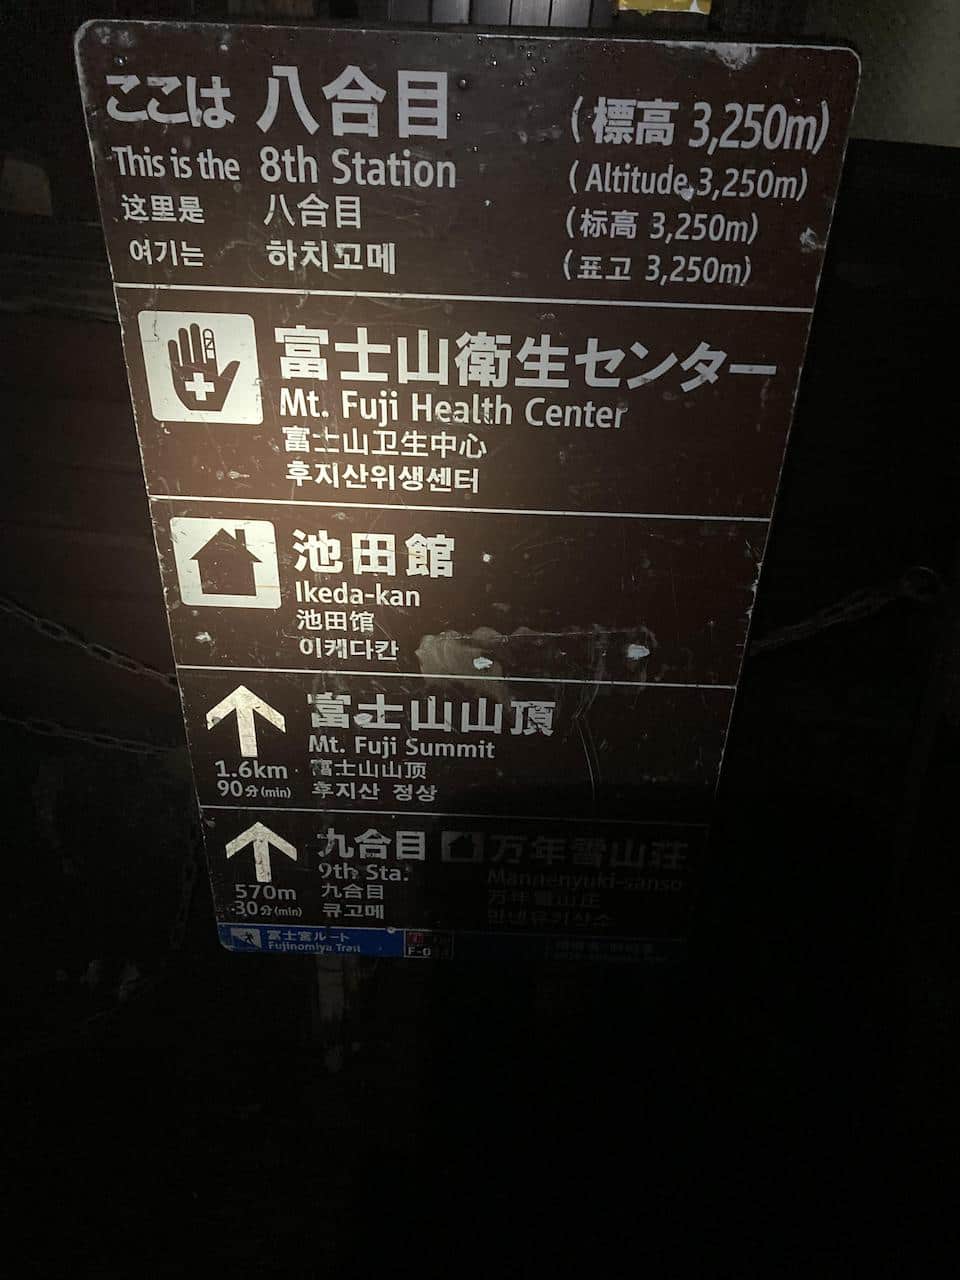 ここは 八合目 (標高 3,250m)
This is the 8th Station (Altitude 3,250m)
这里是 八合目 (标高 3,250m)
여기는 하치고메 (표고 3,250m)
富士山衛生センター
Mt. Fuji Health Center
富士山卫生中心
후지산위생센터
池田館
Ikeda-kan
池田馆
이케다칸
富士山山頂
Mt. Fuji Summit
1.6km 富士山山顶
90分(min) 후지산 정상
九合目 万年雪山荘
9th Sta. Mannenyuki-sanso
570m 九合目 万年雪山庄
30分(min) 큐고메
富士宮ルート
Fujinomiya Trail
F-0